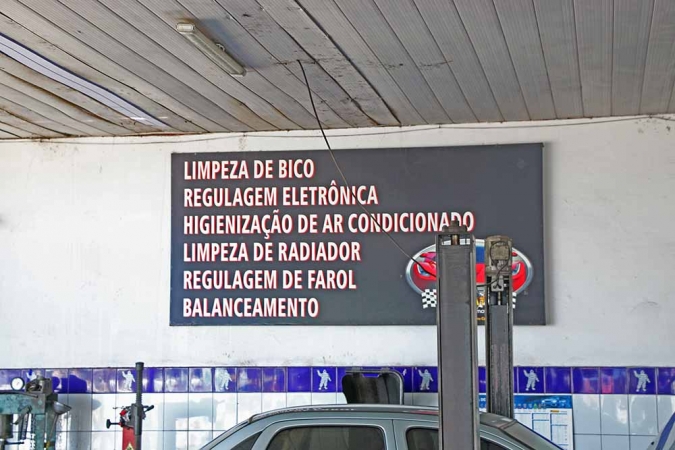 LIMPEZA DE BICO
REGULAGEM ELETRÔNICA
HIGIENIZAÇÃO DE AR CONDICIONADO
LIMPEZA DE RADIADOR
REGULAGEM DE FAROL
BALANCEAMENTO